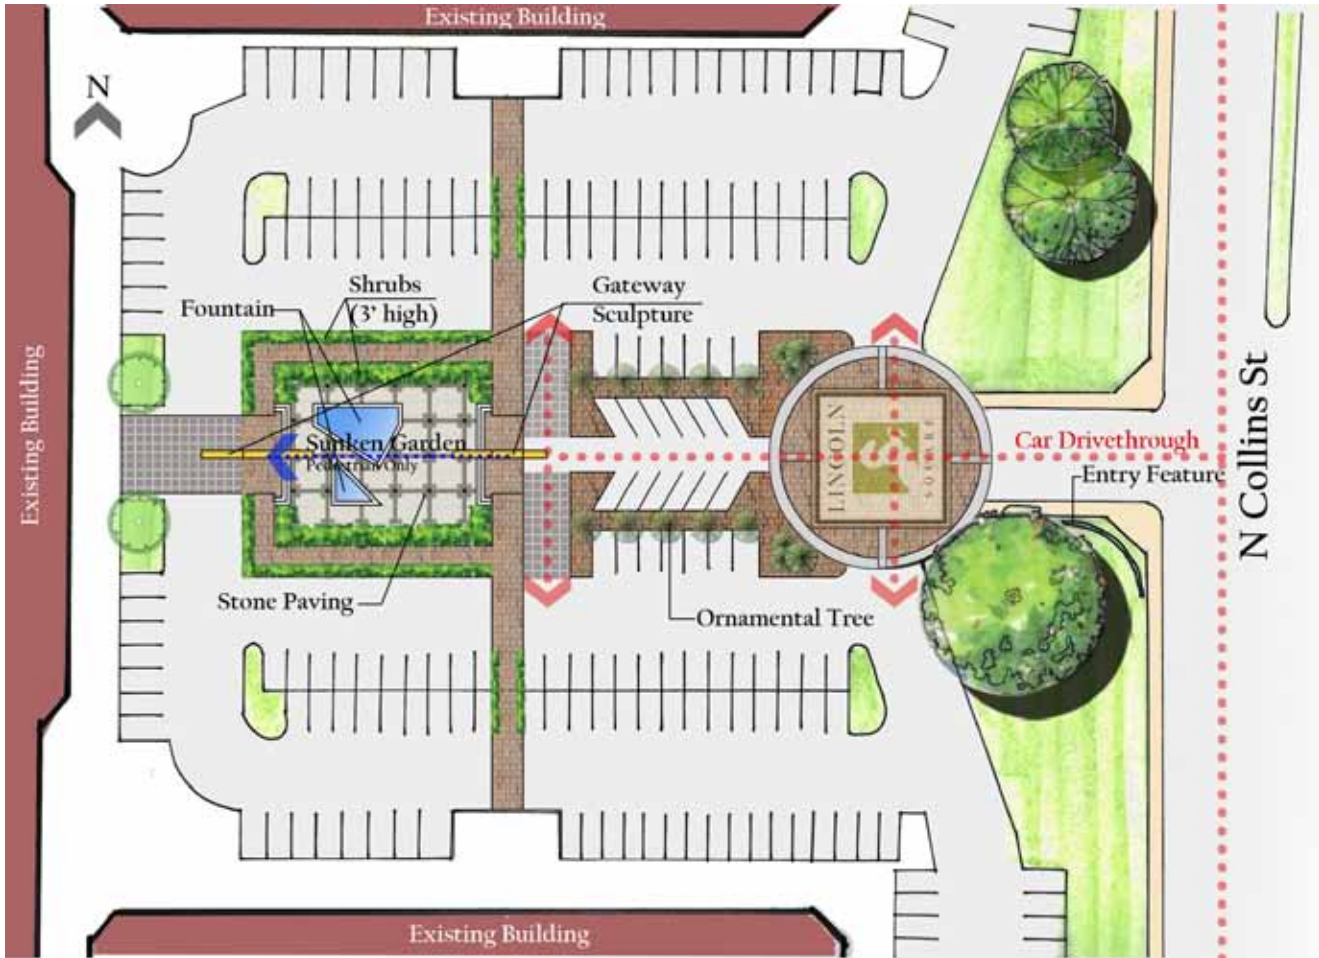 Existing Building
N
Shrubs
(3' high)
Fountain
Gateway
Sculpture
Existing Building
Sunken Garden
Pedestrian Only
LINCOLN
SQUARE
Car Drivethrough
Entry Feature
N Collins St
Stone Paving
Ornamental Tree
Existing Building